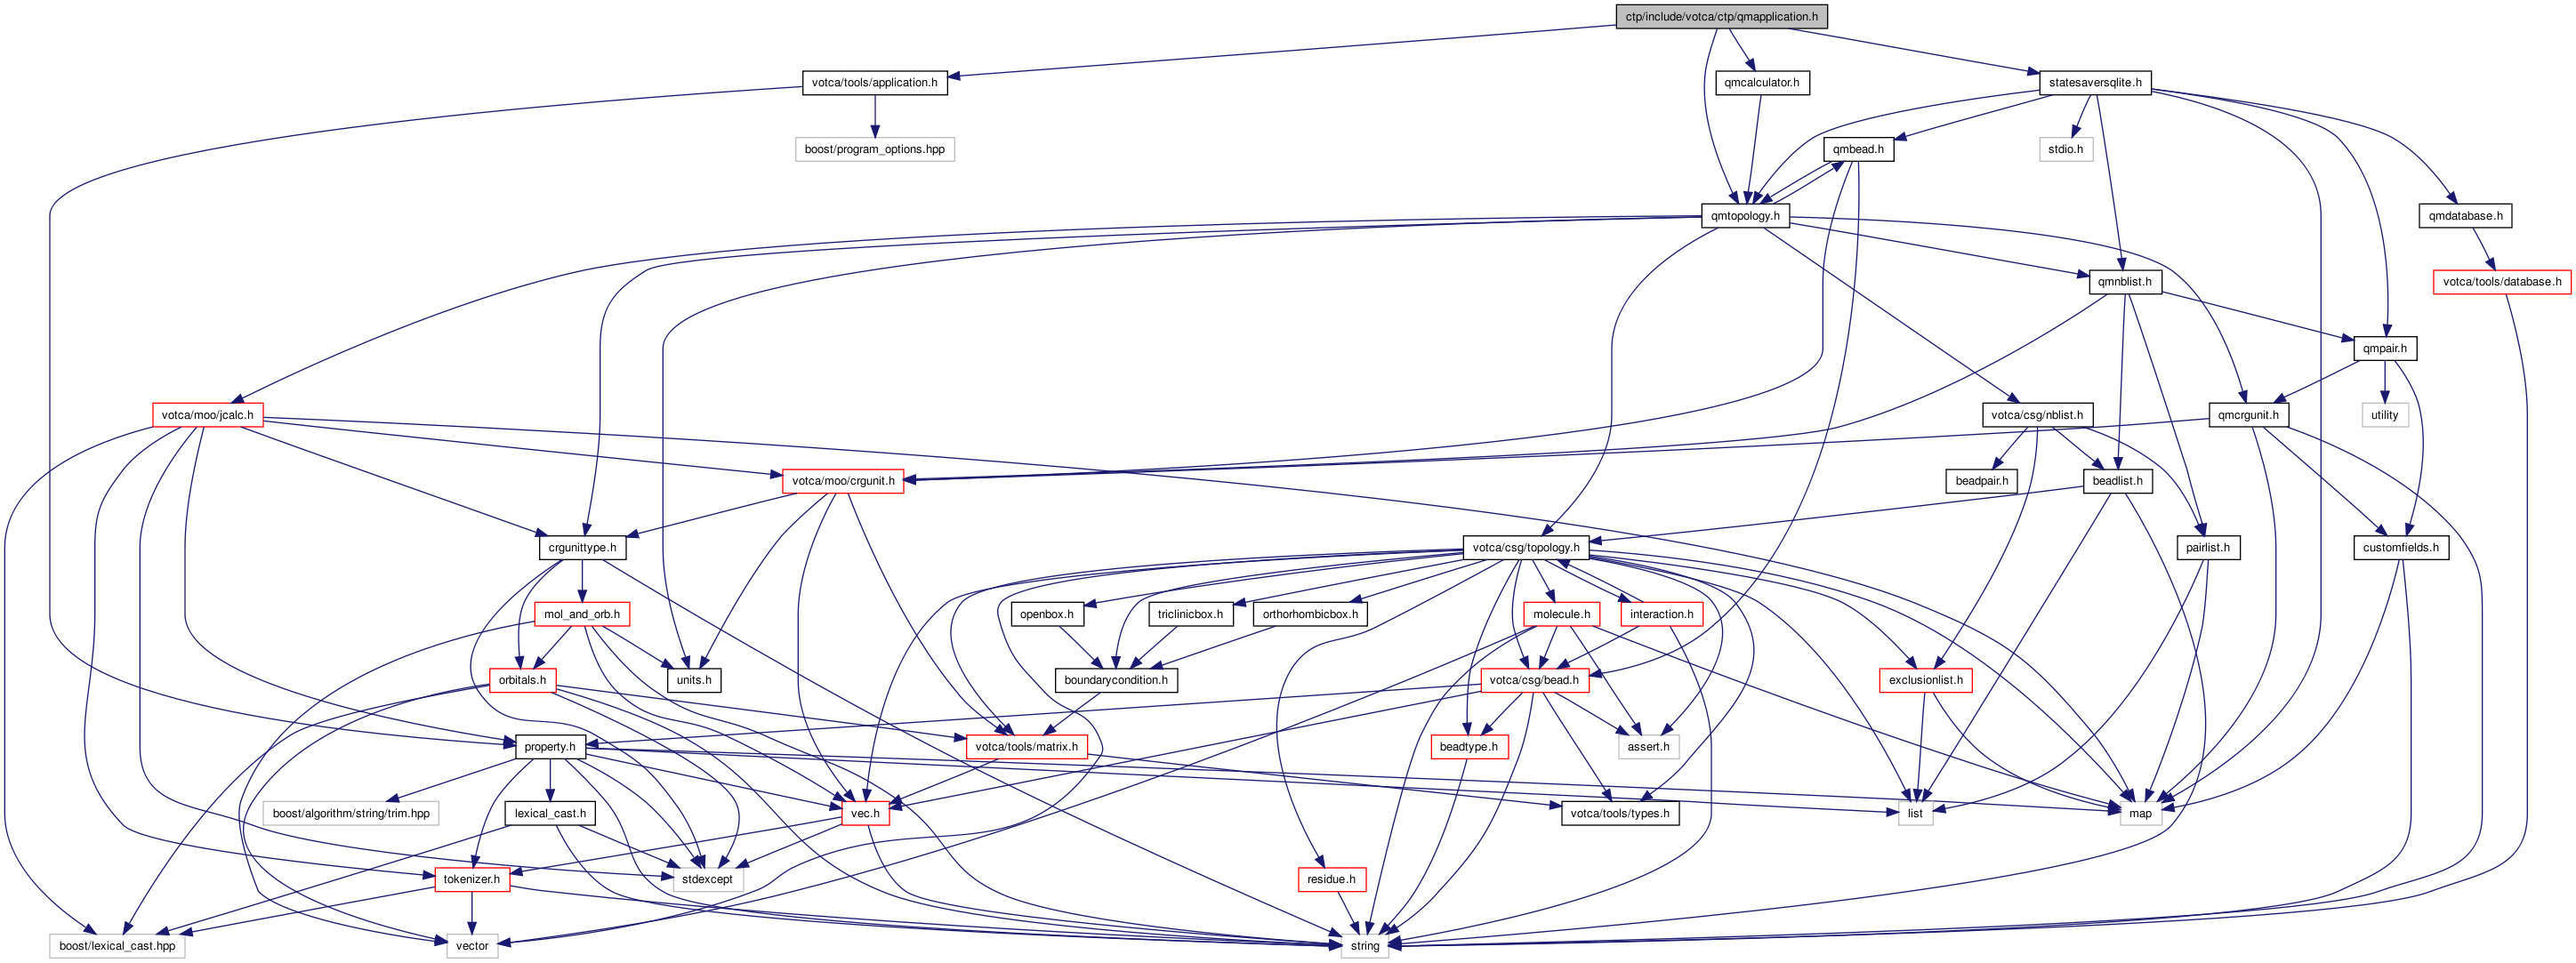 ctp/include/votca/ctp/qmapplication.h
votca/tools/application.h
qmcalculator.h
statesaversqlite.h
boost/program_options.hpp
qmbead.h
stdio.h
qmtopology.h
qmdatabase.h
qmnblist.h
votca/tools/database.h
qmpair.h
votca/moo/jcalc.h
votca/csg/nblist.h
qmcrgunit.h
utility
votca/moo/crgunit.h
beadpair.h
beadlist.h
crgunittype.h
votca/csg/topology.h
pairlist.h
customfields.h
mol_and_orb.h
openbox.h
triclinicbox.h
orthorhombicbox.h
molecule.h
interaction.h
orbitals.h
units.h
boundarycondition.h
votca/csg/bead.h
exclusionlist.h
property.h
votca/tools/matrix.h
beadtype.h
assert.h
boost/algorithm/string/trim.hpp
lexical_cast.h
vec.h
votca/tools/types.h
list
map
tokenizer.h
stdexcept
residue.h
boost/lexical_cast.hpp
vector
string